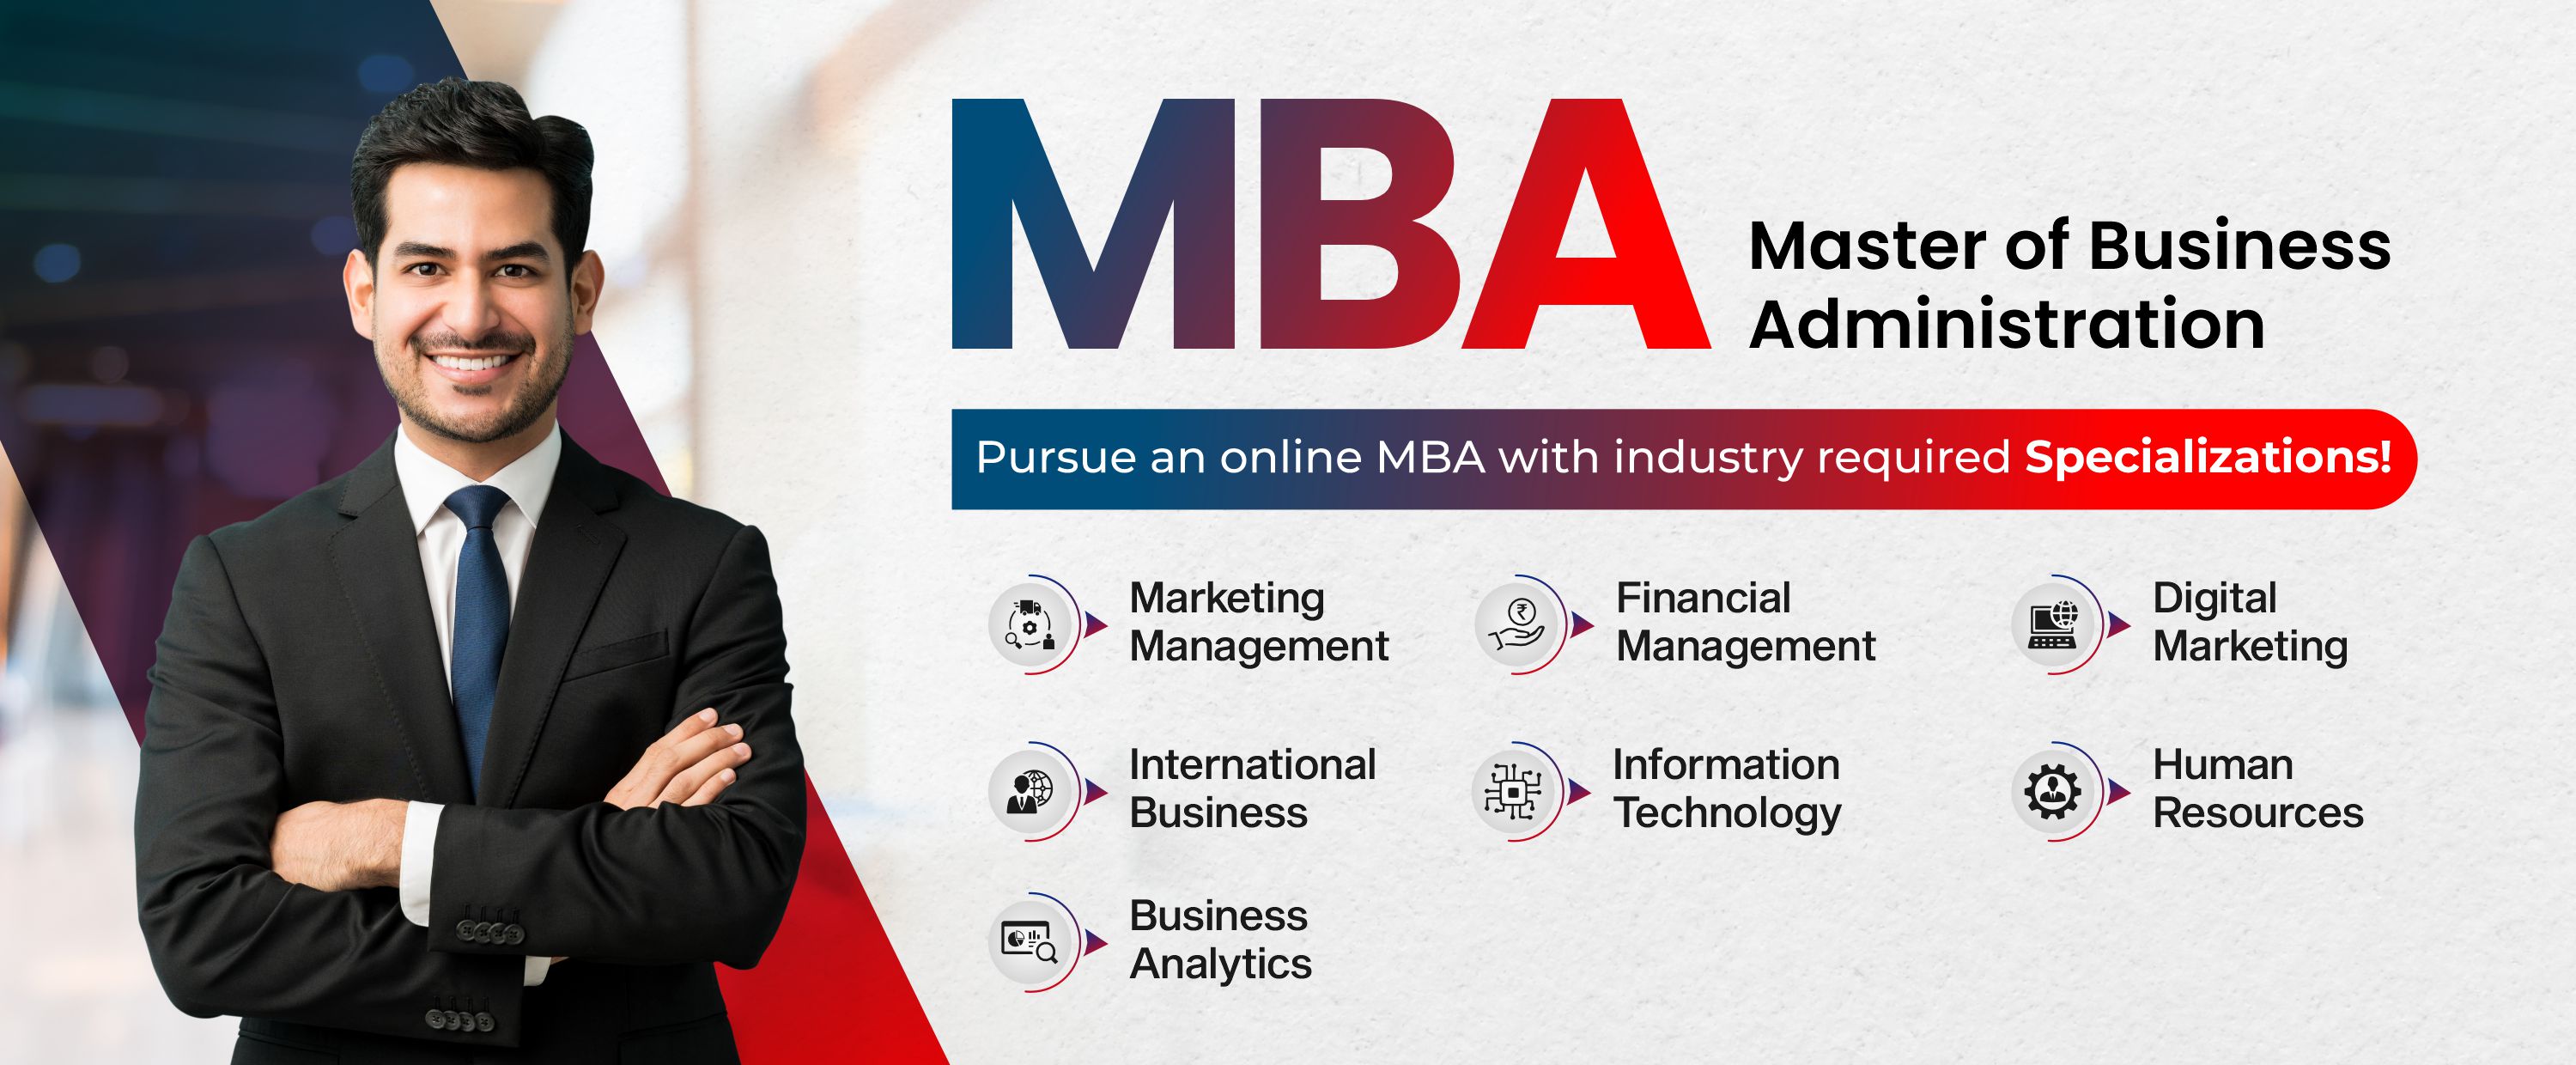 MBA
Master of Business
Administration
Pursue an online MBA with industry required Specializations!
Marketing
Management
Financial
Management
Digital
Marketing
International
Business
Information
Technology
Human
Resources
Business
Analytics